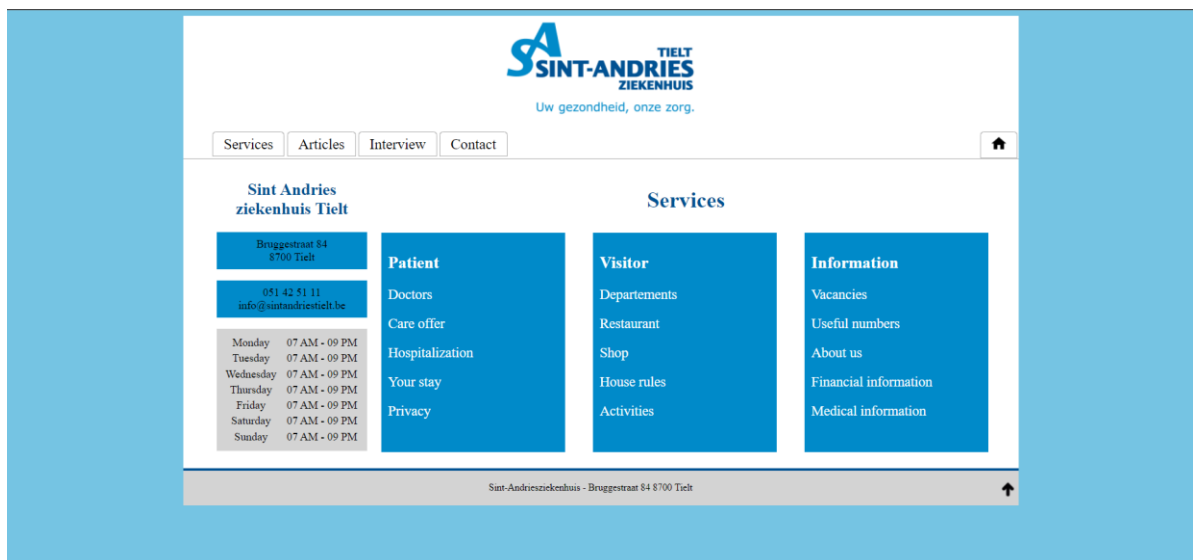 TIELT
SINT-ANDRIES
ZIEKENHUIS
Uw gezondheid, onze zorg.
Services Articles Interview Contact
Sint Andries
ziekenhuis Tielt
Bruggestraat 84
8700 Tielt
051 42 51 11
info@sintandriestielt.be
Monday 07 AM - 09 PM
Tuesday 07 AM - 09 PM
Wednesday 07 AM - 09 PM
Thursday 07 AM - 09 PM
Friday 07 AM - 09 PM
Saturday 07 AM - 09 PM
Sunday 07 AM - 09 PM
Services
Patient
Doctors
Care offer
Hospitalization
Your stay
Privacy
Visitor
Departements
Restaurant
Shop
House rules
Activities
Information
Vacancies
Useful numbers
About us
Financial information
Medical information
Sint-Andriesziekenhuis - Bruggestraat 84 8700 Tielt